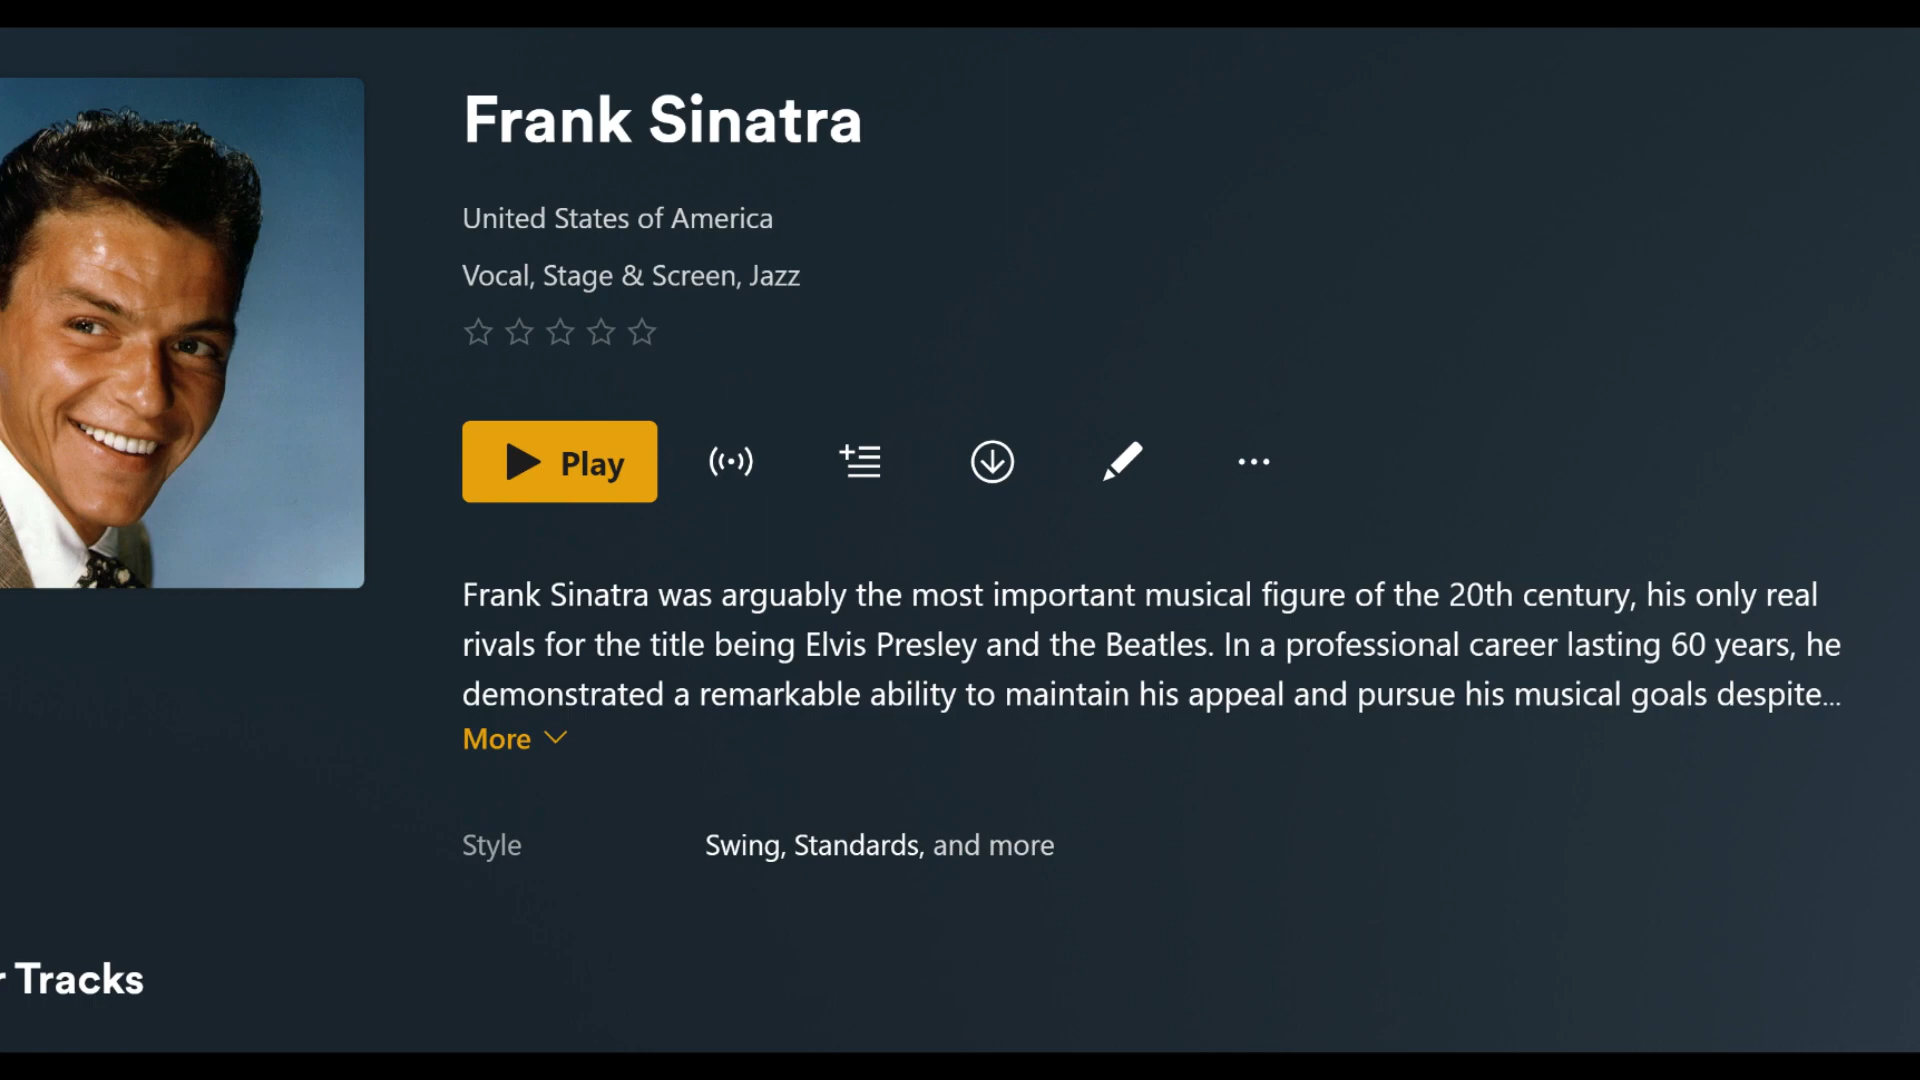 Frank Sinatra
United States of America
Vocal, Stage & Screen, Jazz
Play
Frank Sinatra was arguably the most important musical figure of the 20th century, his only real
rivals for the title being Elvis Presley and the Beatles. In a professional career lasting 60 years, he
demonstrated a remarkable ability to maintain his appeal and pursue his musical goals despite...
More
Style Swing, Standards, and more
r Tracks